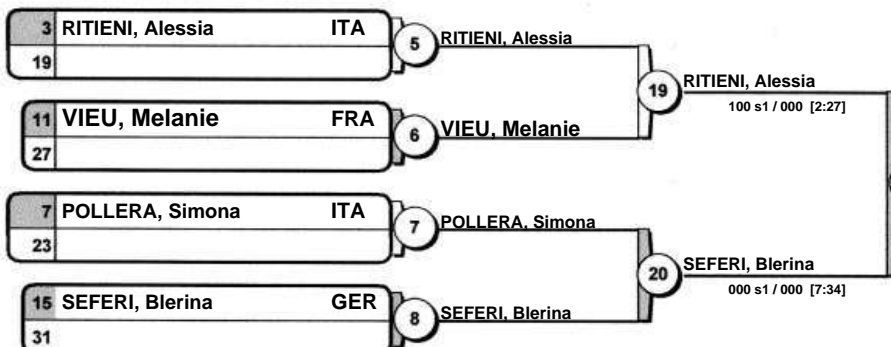 3 RITIENI, Alessia ITA
19
5
RITIENI, Alessia
11 VIEU, Melanie FRA
27
6
VIEU, Melanie
19
RITIENI, Alessia
100 s1 / 000 [2:27]
7 POLLERA, Simona ITA
23
7
POLLERA, Simona
15 SEFERI, Blerina GER
31
8
SEFERI, Blerina
20
SEFERI, Blerina
000 s1 / 000 [7:34]